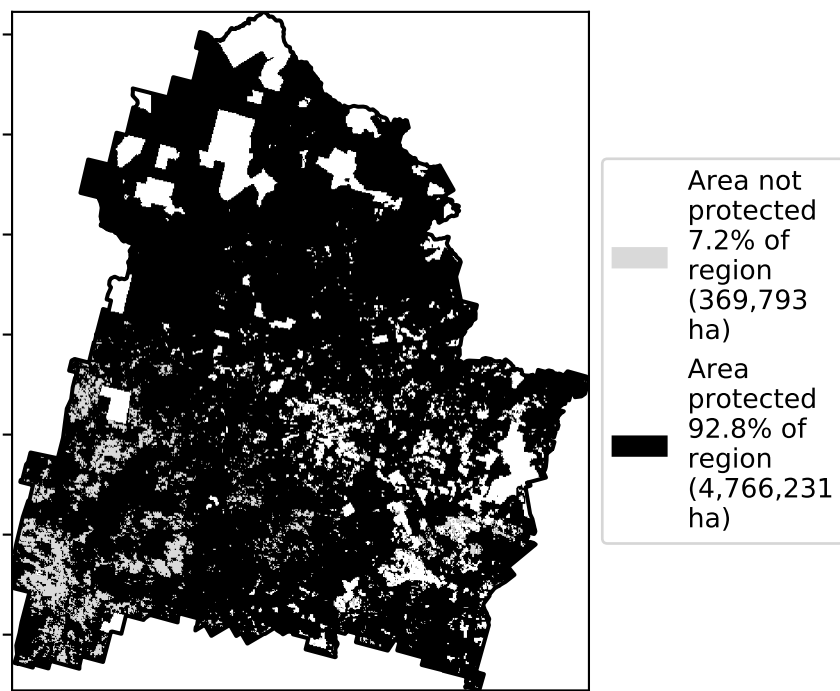 Area not
protected
7.2% of
region
(369,793
ha)
Area
protected
92.8% of
region
(4,766,231
ha)